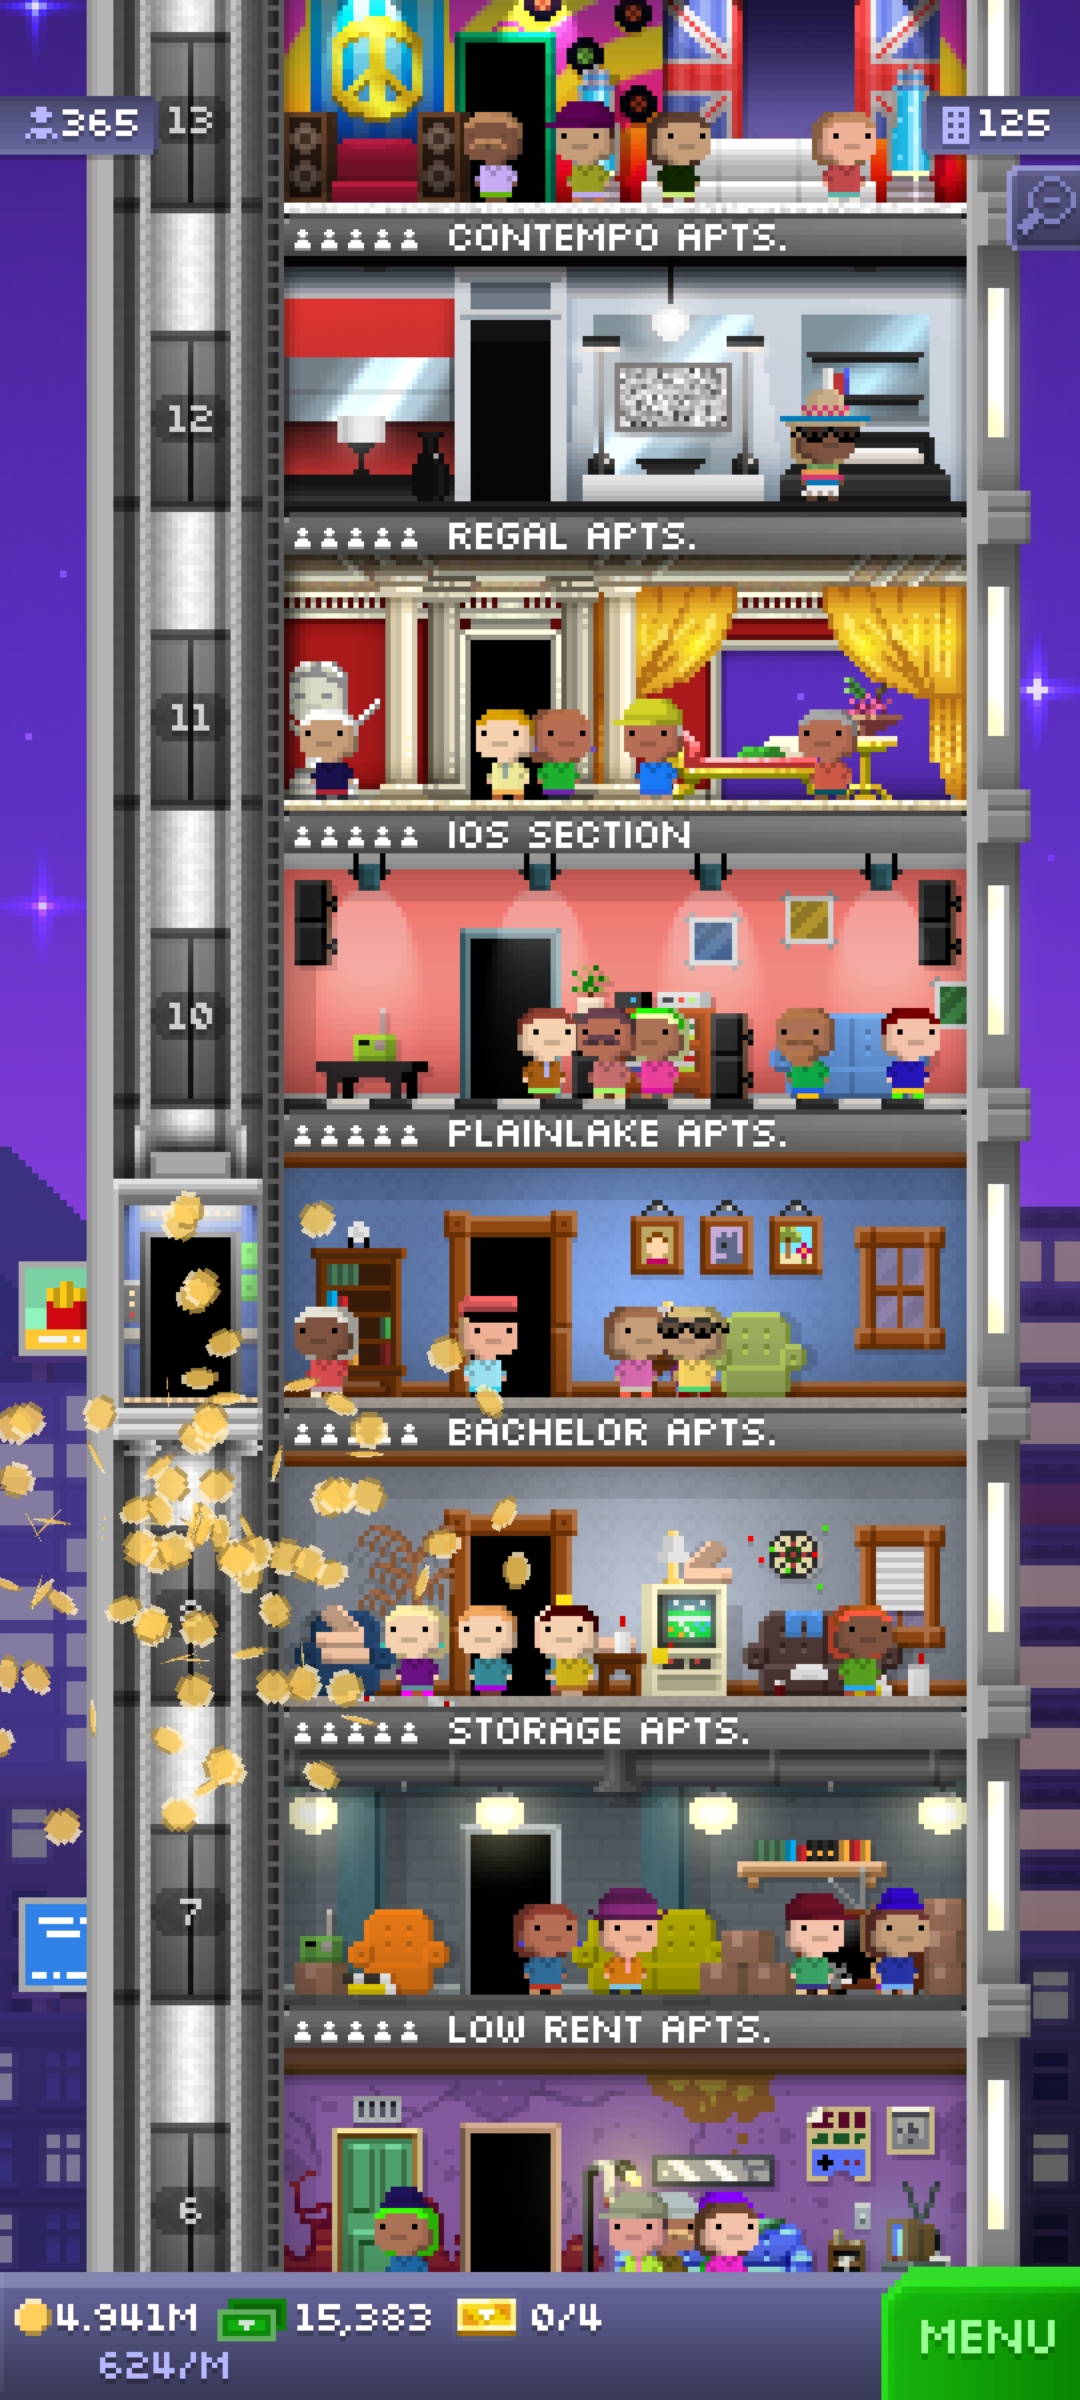 365
13
125
CONTEMPO APTS.
12
REGAL APTS.
11
IOS SECTION
10
PLAINLAKE APTS.
BACHELOR APTS.
STORAGE APTS.
7
LOW RENT APTS.
6
4.941M 15,383 0/4
624/M
MENU